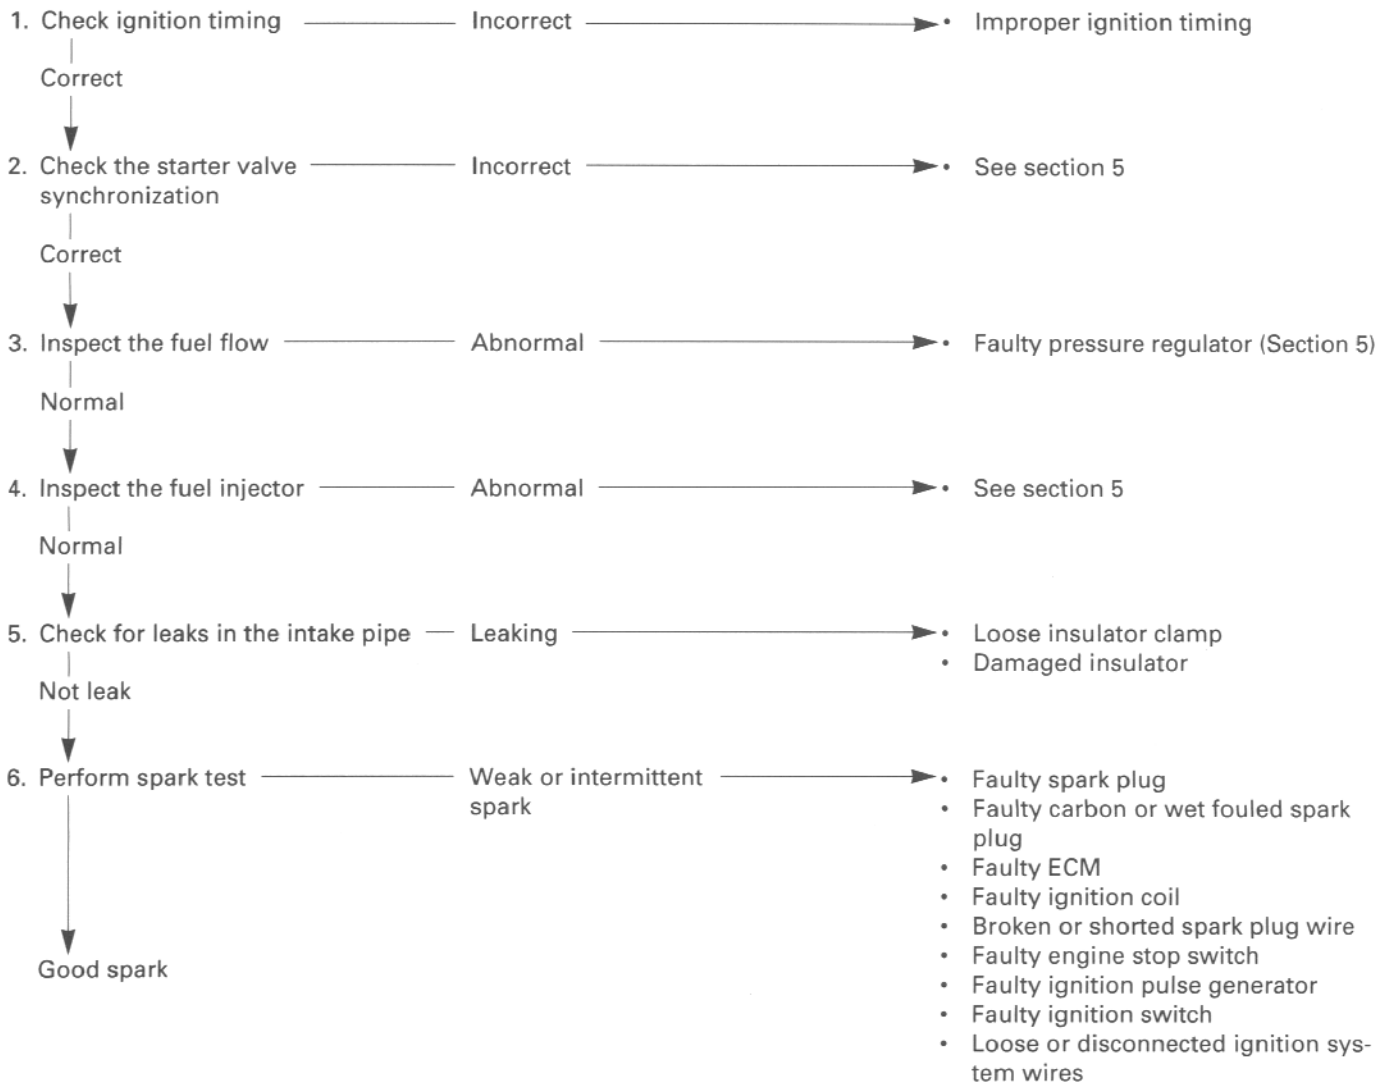 1. Check ignition timing Incorrect • Improper ignition timing
Correct
2. Check the starter valve Incorrect • See section 5
synchronization
Correct
3. Inspect the fuel flow Abnormal • Faulty pressure regulator (Section 5)
Normal
4. Inspect the fuel injector Abnormal • See section 5
Normal
5. Check for leaks in the intake pipe Leaking • Loose insulator clamp
• Damaged insulator
Not leak
6. Perform spark test Weak or intermittent • Faulty spark plug
spark • Faulty carbon or wet fouled spark
plug
• Faulty ECM
• Faulty ignition coil
• Broken or shorted spark plug wire
• Faulty engine stop switch
Good spark
• Faulty ignition pulse generator
• Faulty ignition switch
• Loose or disconnected ignition sys-
tem wires